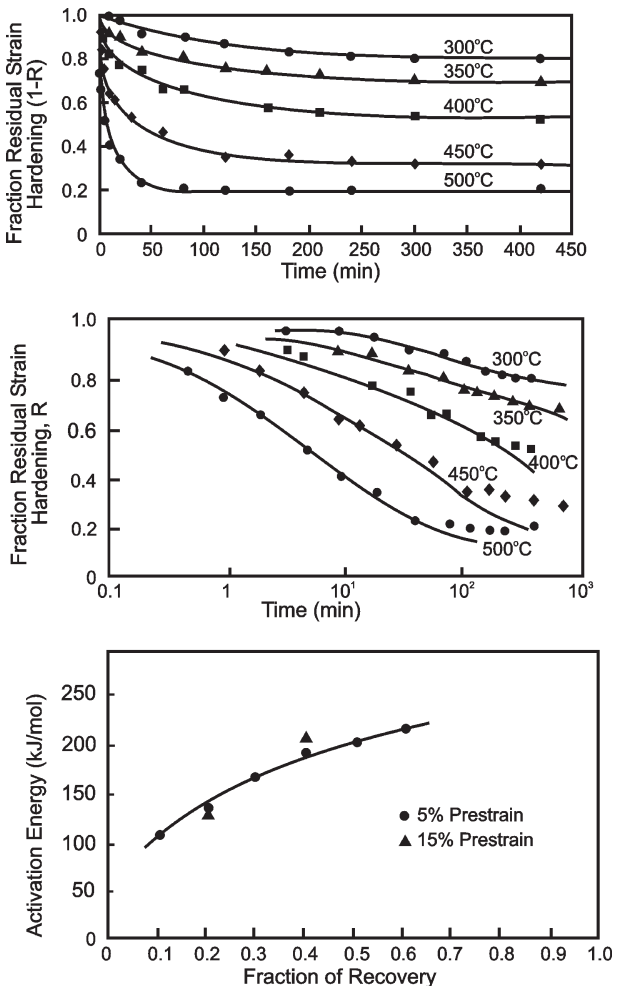 Fraction Residual Strain
Hardening (1-R)
1.0
0.8
0.6
0.4
0.2
0
300°C
350°C
400°C
450°C
500°C
0 50 100 150 200 250 300 350 400 450
Time (min)
Fraction Residual Strain
Hardening, R
1.0
0.8
0.6
0.4
0.2
0
300°C
350°C
400°C
450°C
500°C
0.1 1 10¹ 10² 10³
Time (min)
Activation Energy (kJ/mol)
250
200
150
100
50
0
5% Prestrain
15% Prestrain
0 0.1 0.2 0.3 0.4 0.5 0.6 0.7 0.8 0.9 1.0
Fraction of Recovery